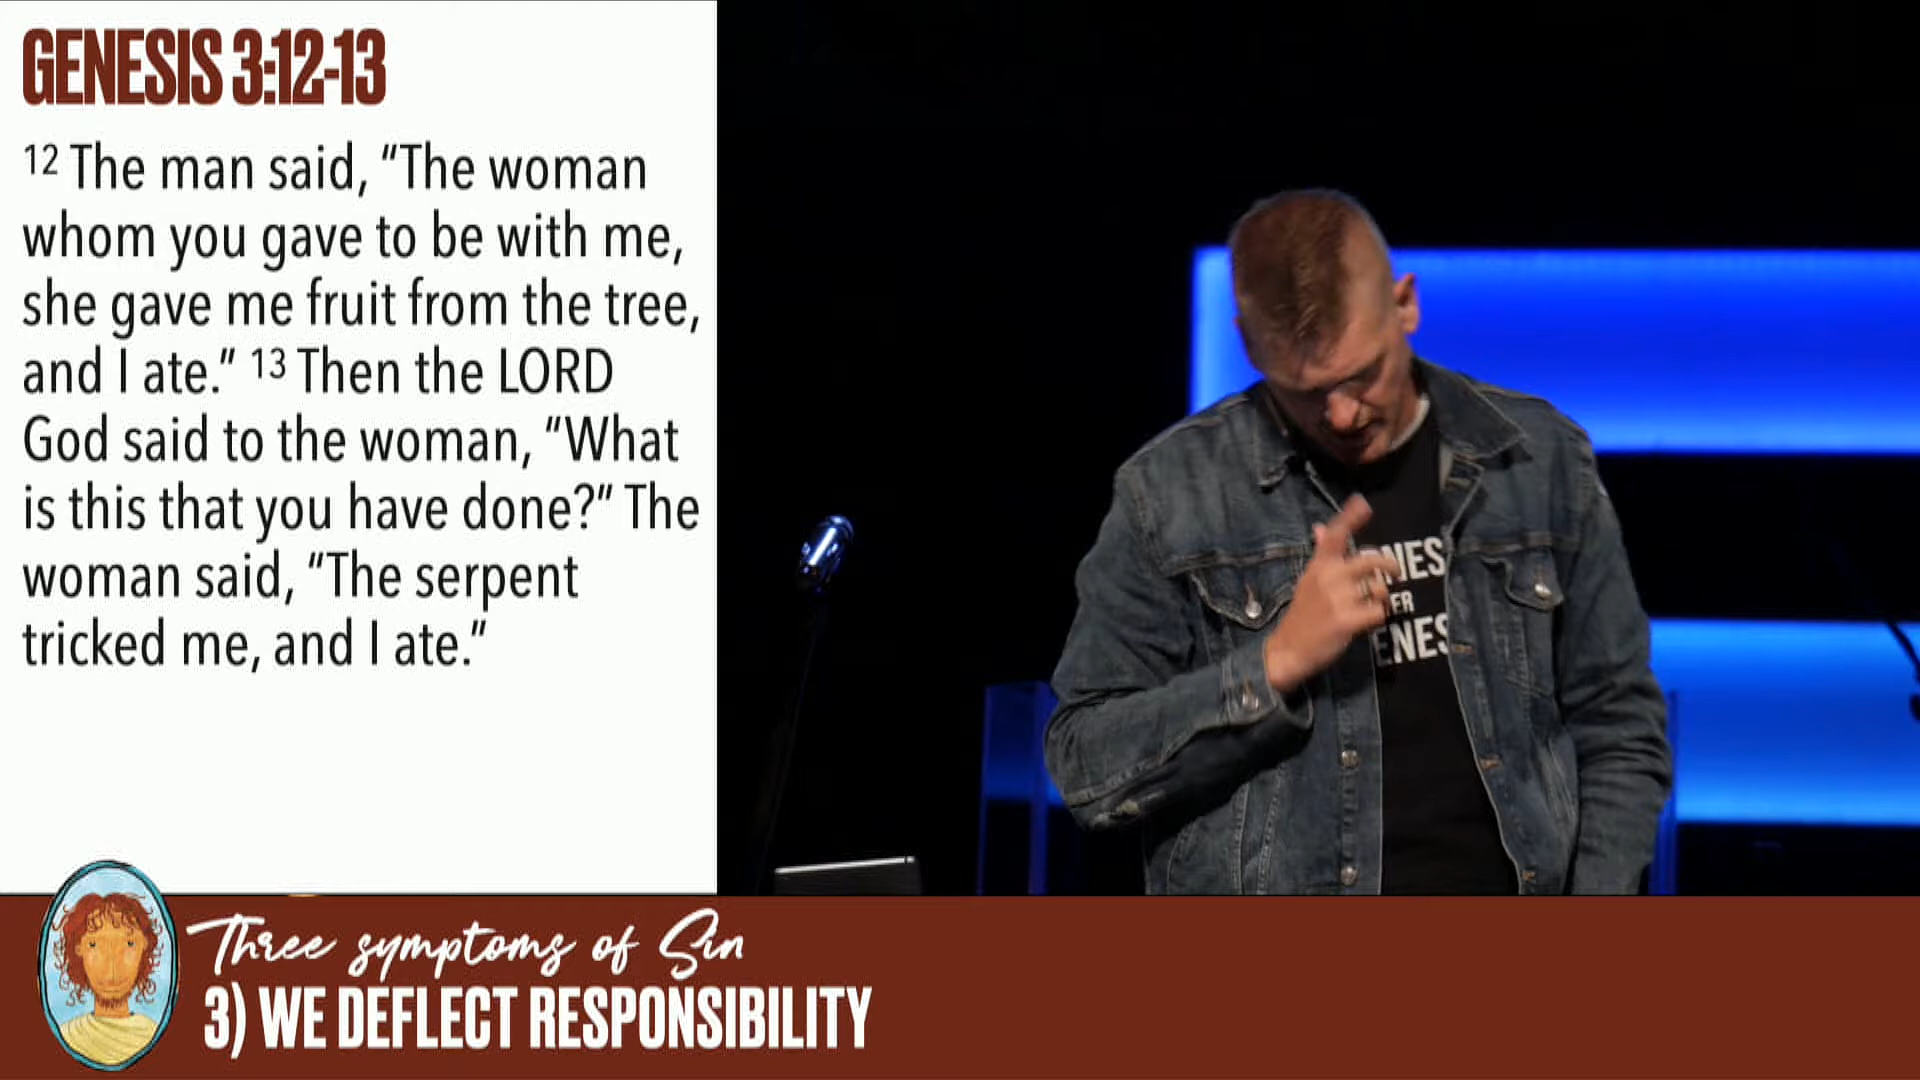 GENESIS 3:12-13
12 The man said, “The woman
whom you gave to be with me,
she gave me fruit from the tree,
and I ate.” 13 Then the LORD
God said to the woman, “What
is this that you have done?” The
woman said, “The serpent
tricked me, and I ate.”
Three symptoms of Sin
3) WE DEFLECT RESPONSIBILITY